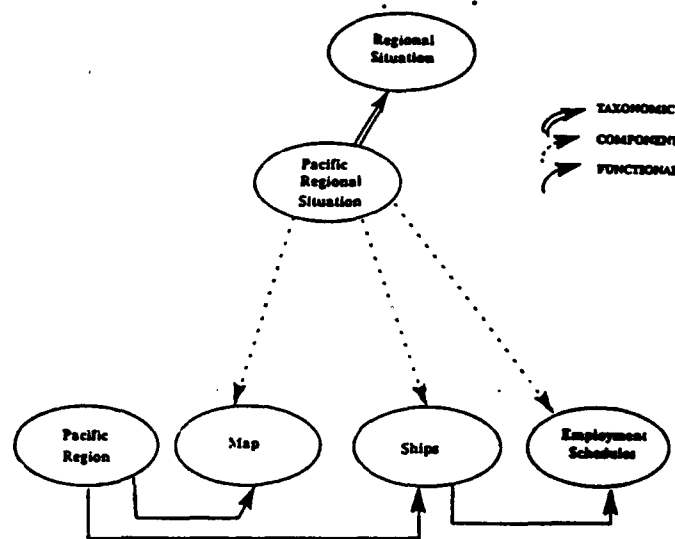 Regional
Situation
TAXONOMIC
COMPONENT
FUNCTIONAL
Pacific
Regional
Situation
Pacific
Region
Map
Ships
Employment
Schedules